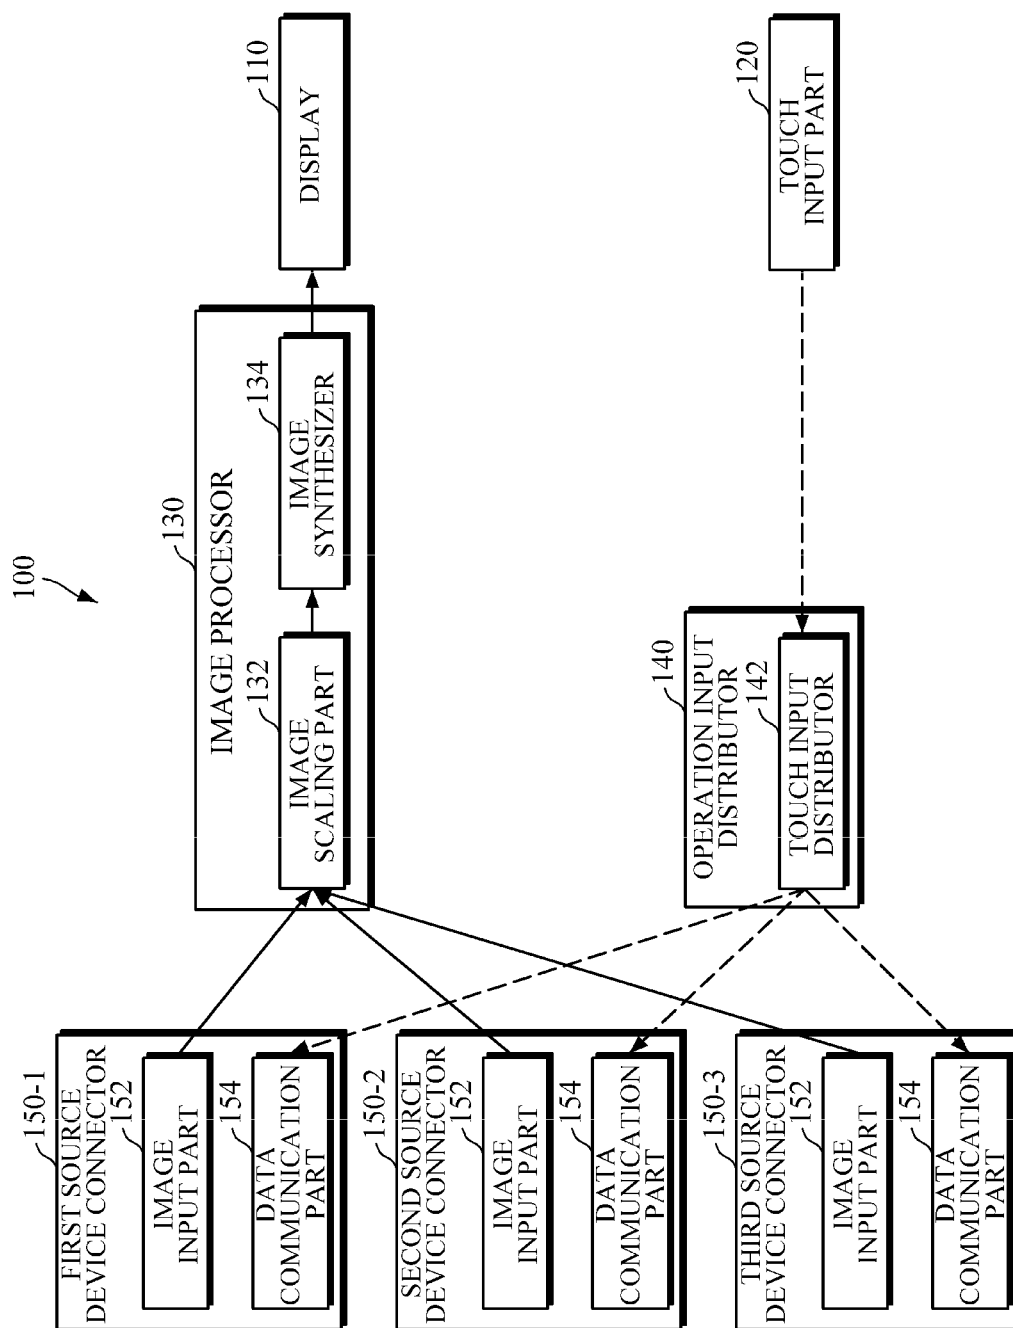 100
150-1
FIRST SOURCE
DEVICE CONNECTOR
152
IMAGE
INPUT PART
154
DATA
COMMUNICATION
PART
150-2
SECOND SOURCE
DEVICE CONNECTOR
152
IMAGE
INPUT PART
154
DATA
COMMUNICATION
PART
150-3
THIRD SOURCE
DEVICE CONNECTOR
152
IMAGE
INPUT PART
154
DATA
COMMUNICATION
PART
130
IMAGE PROCESSOR
132
IMAGE
SCALING PART
134
IMAGE
SYNTHESIZER
110
DISPLAY
140
OPERATION INPUT
DISTRIBUTOR
142
TOUCH INPUT
DISTRIBUTOR
120
TOUCH
INPUT PART